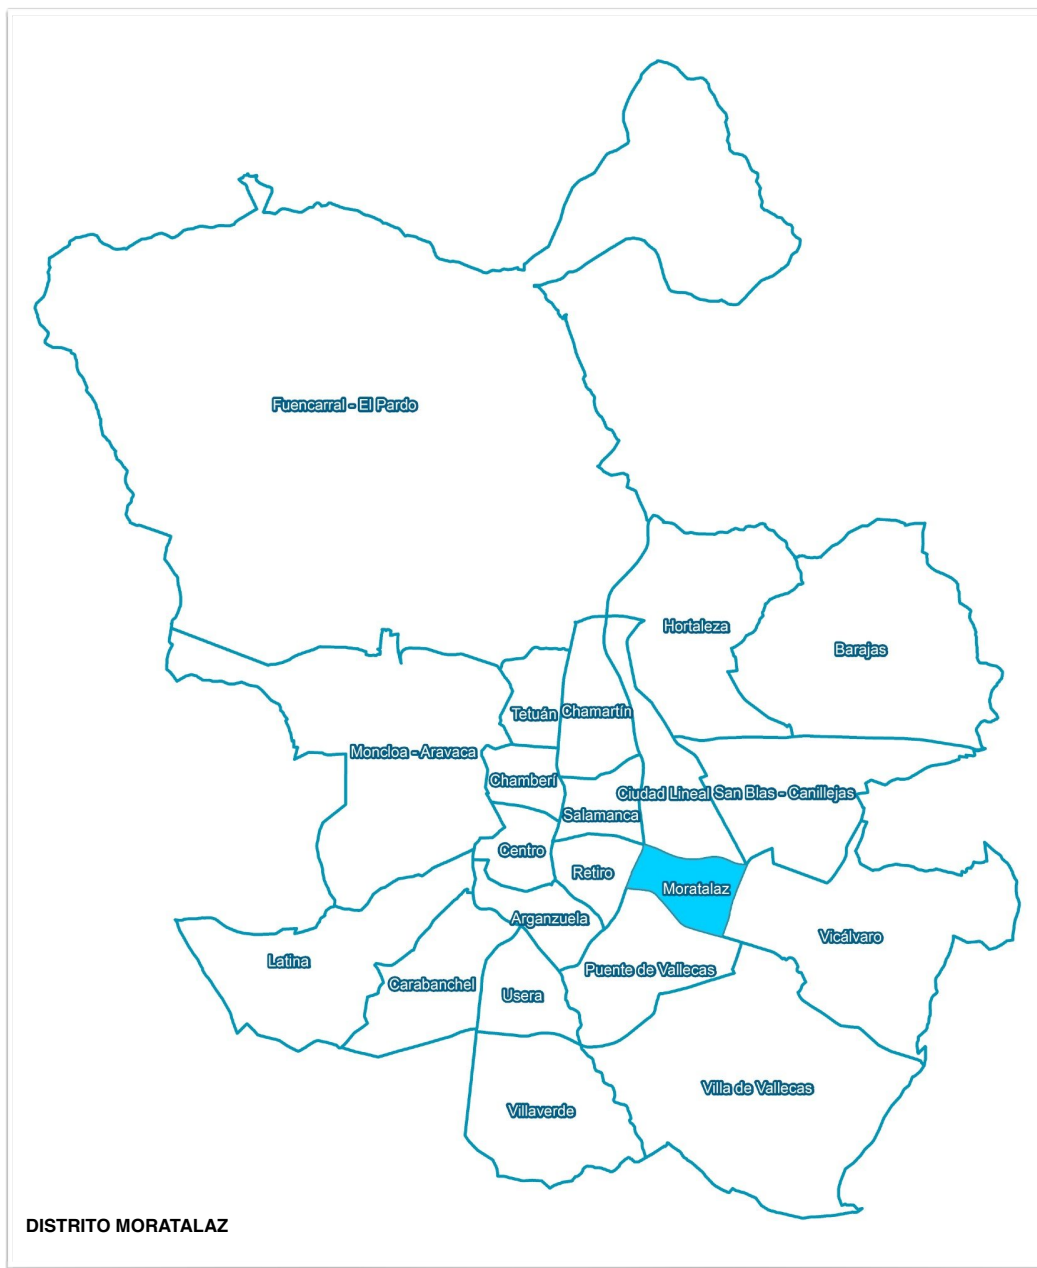 Fuencarral - El Pardo
Hortaleza
Barajas
Tetuán
Chamartín
Moncloa - Aravaca
Chamberí
Ciudad Lineal
San Blas - Canillejas
Salamanca
Centro
Retiro
Moratalaz
Arganzuela
Vicálvaro
Latina
Puente de Vallecas
Carabanchel
Usera
Villa de Vallecas
Villaverde
DISTRITO MORATALAZ